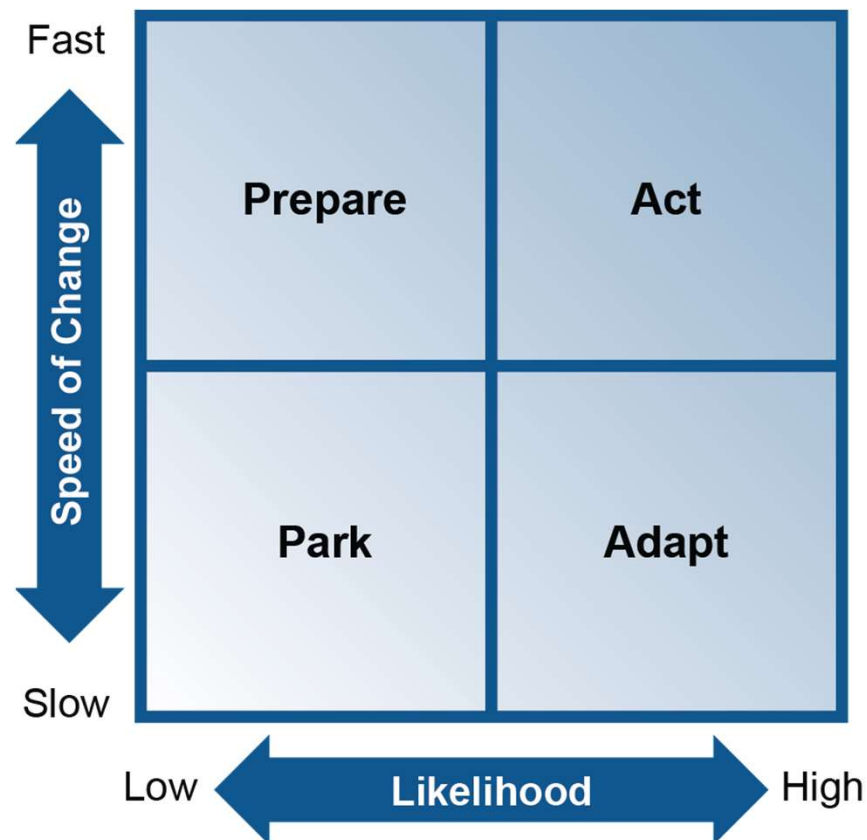 Fast
Prepare
Act
Speed of Change
Park
Adapt
Slow
Low
Likelihood
High